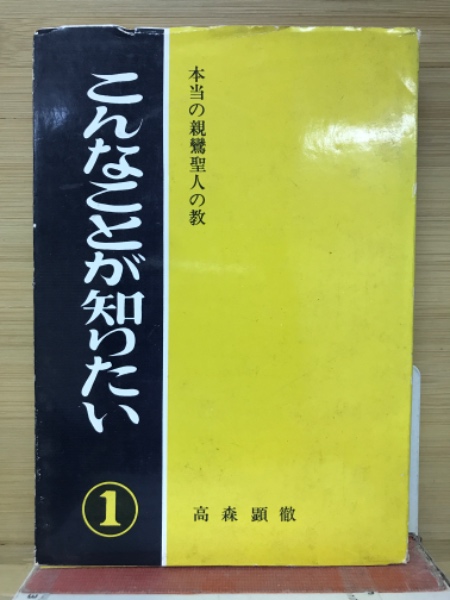 こんなことが知りたい
1
本当の親鸞聖人の教
高森顕徹